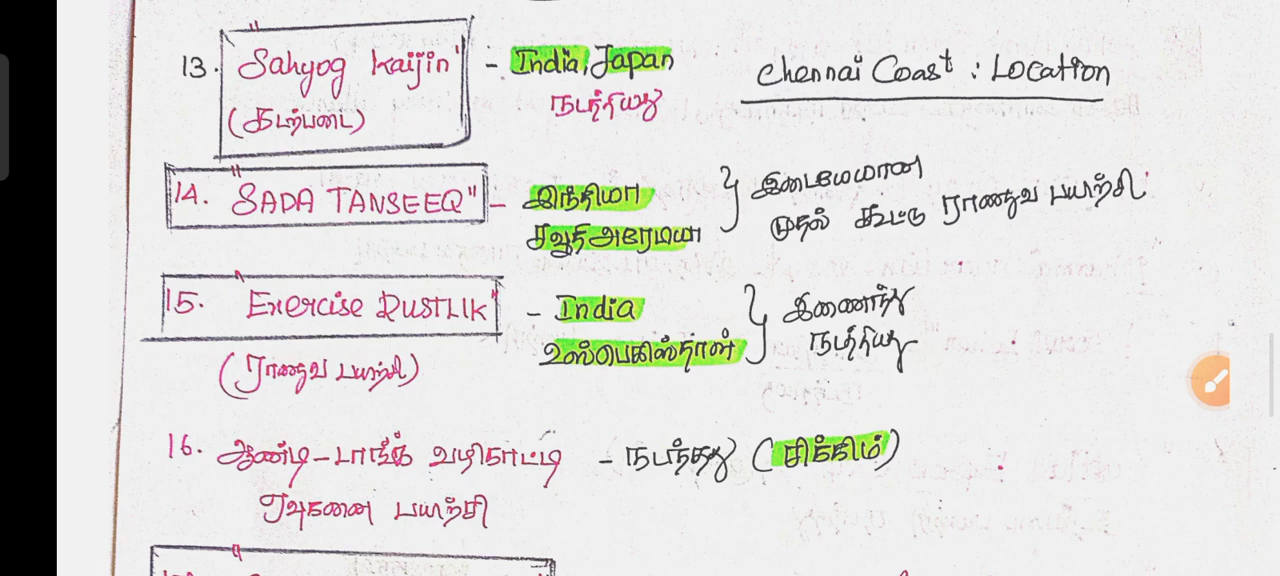 13. "Sahyog Kaijin" - India, Japan Chennai Coast : Location
(கடற்படை) நடத்தியது
14. "SADA TANSEEQ" - இந்தியா } இடையேயான
சவூதி அரேபியா முதல் கூட்டு ராணுவ பயிற்சி
15. "Exercise DUSTLIK" - India } இணைந்து
உஸ்பெகிஸ்தான் நடத்தியது
(ராணுவ பயிற்சி)
16. ஆண்டி-டாங்க் வழிகாட்டி - நடந்தது (சிக்கிம்)
ஏவுகணை பயிற்சி